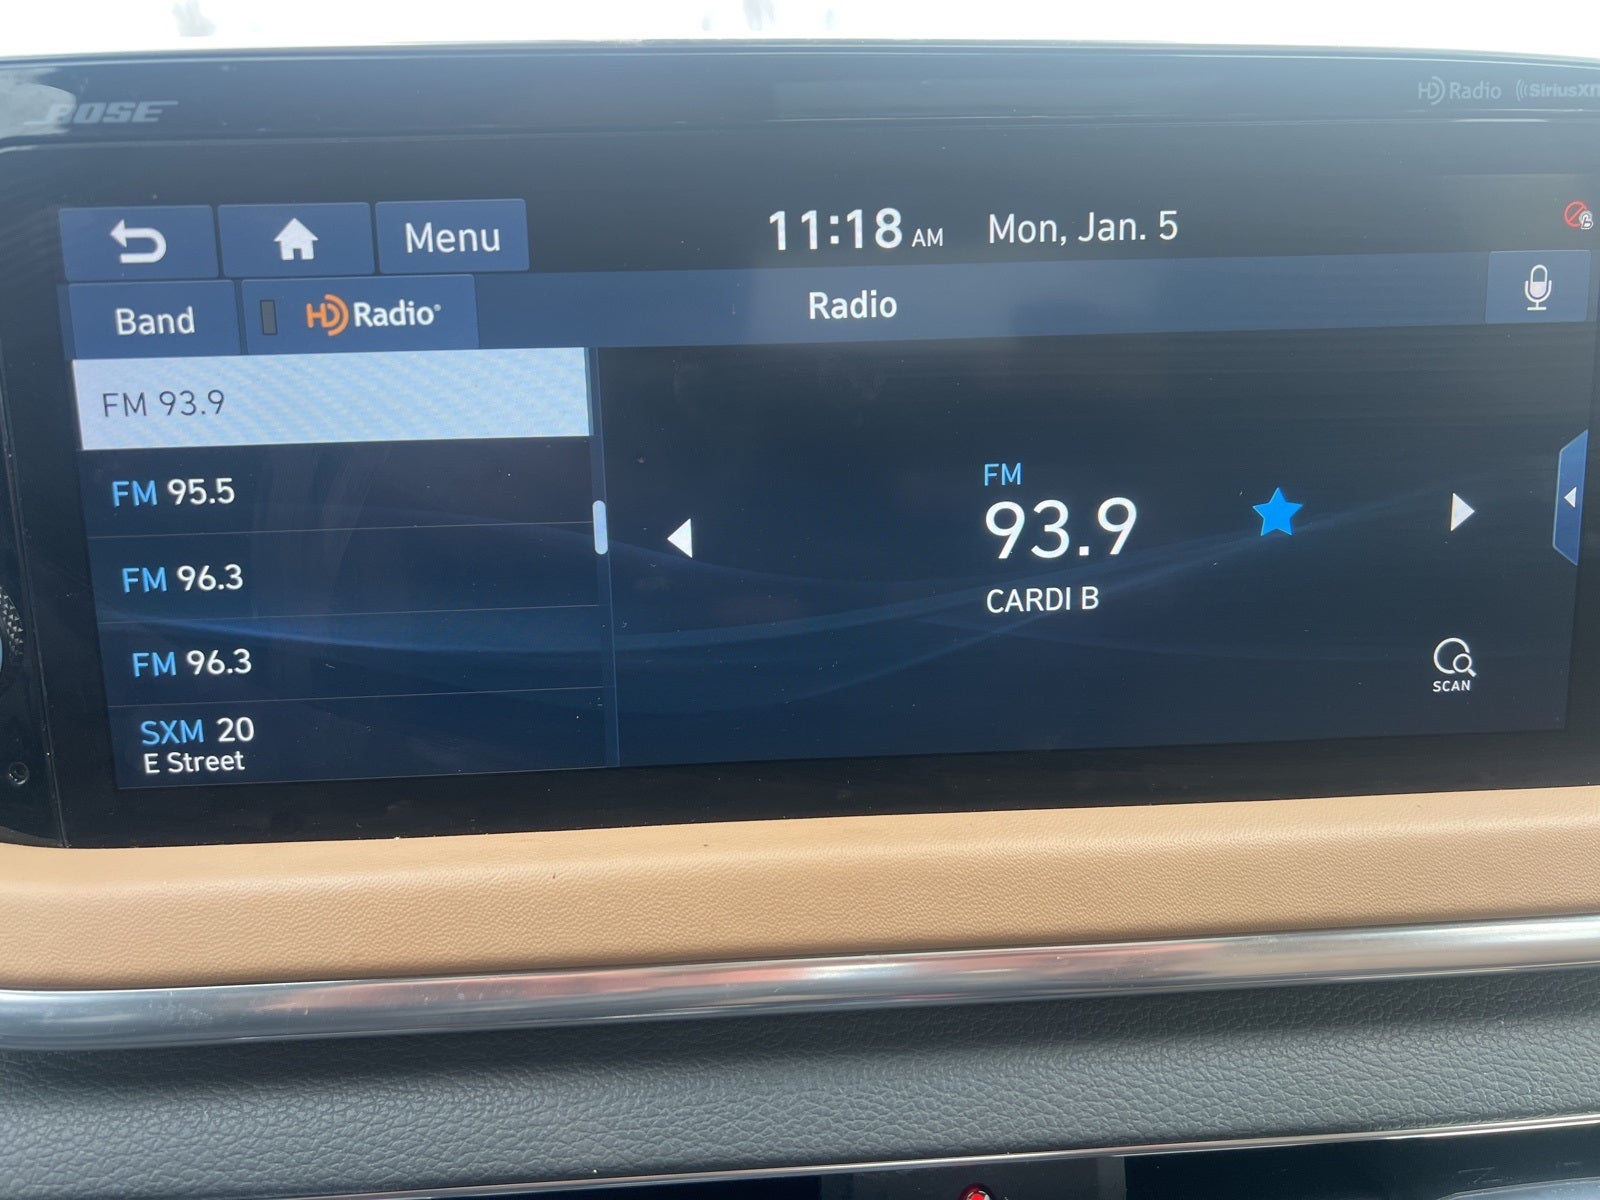 BOSE
HD Radio SiriusXM
Menu
11:18 AM Mon, Jan. 5
Band
HD Radio®
Radio
FM 93.9
FM 95.5
FM 96.3
FM 96.3
SXM 20
E Street
FM
93.9
CARDI B
SCAN